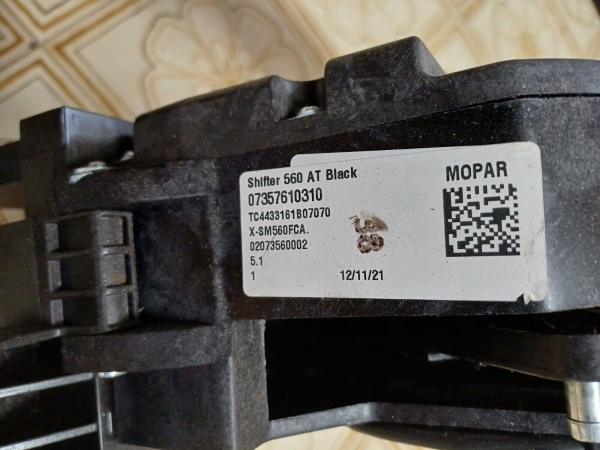 Shifter 560 AT Black
MOPAR
07357610310
TC4433161B07070
X-SM560FCA.
02073560002
5.1
1 12/11/21